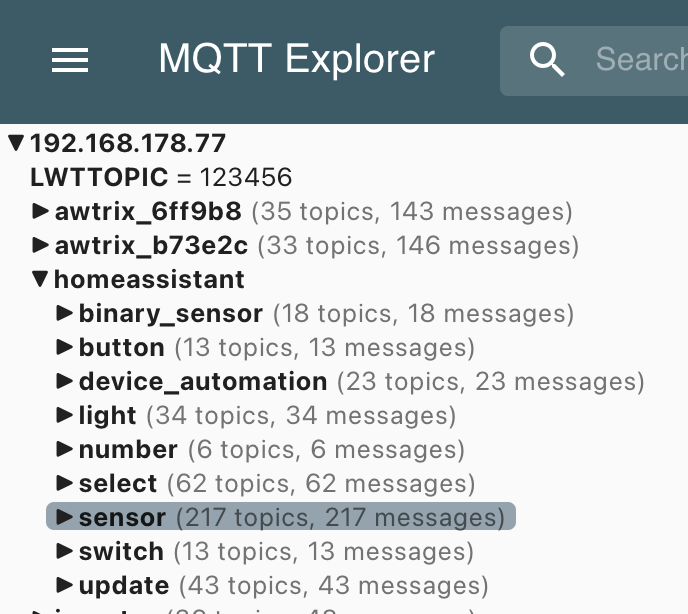 MQTT Explorer
Search
192.168.178.77
LWTTOPIC = 123456
awtrix_6ff9b8 (35 topics, 143 messages)
awtrix_b73e2c (33 topics, 146 messages)
homeassistant
binary_sensor (18 topics, 18 messages)
button (13 topics, 13 messages)
device_automation (23 topics, 23 messages)
light (34 topics, 34 messages)
number (6 topics, 6 messages)
select (62 topics, 62 messages)
sensor (217 topics, 217 messages)
switch (13 topics, 13 messages)
update (43 topics, 43 messages)